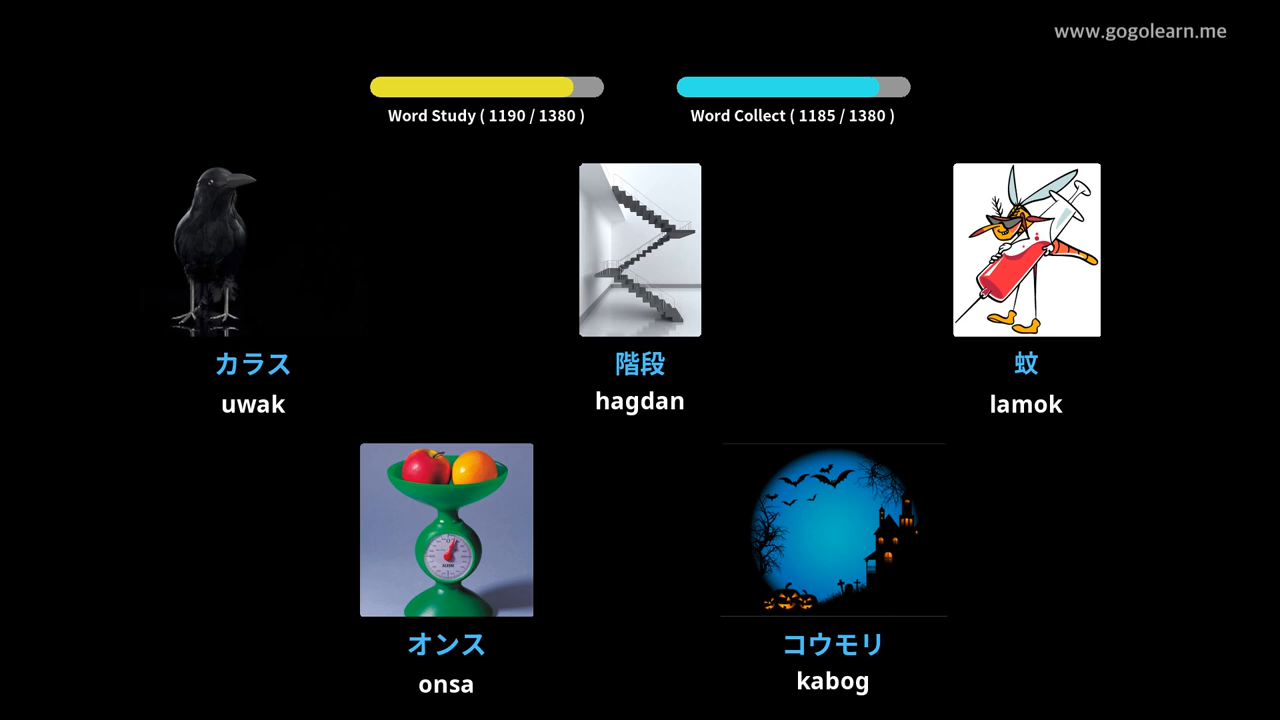 www.gogolearn.me
Word Study ( 1190 / 1380 )
Word Collect ( 1185 / 1380 )
カラス
uwak
階段
hagdan
蚊
lamok
オンス
onsa
コウモリ
kabog